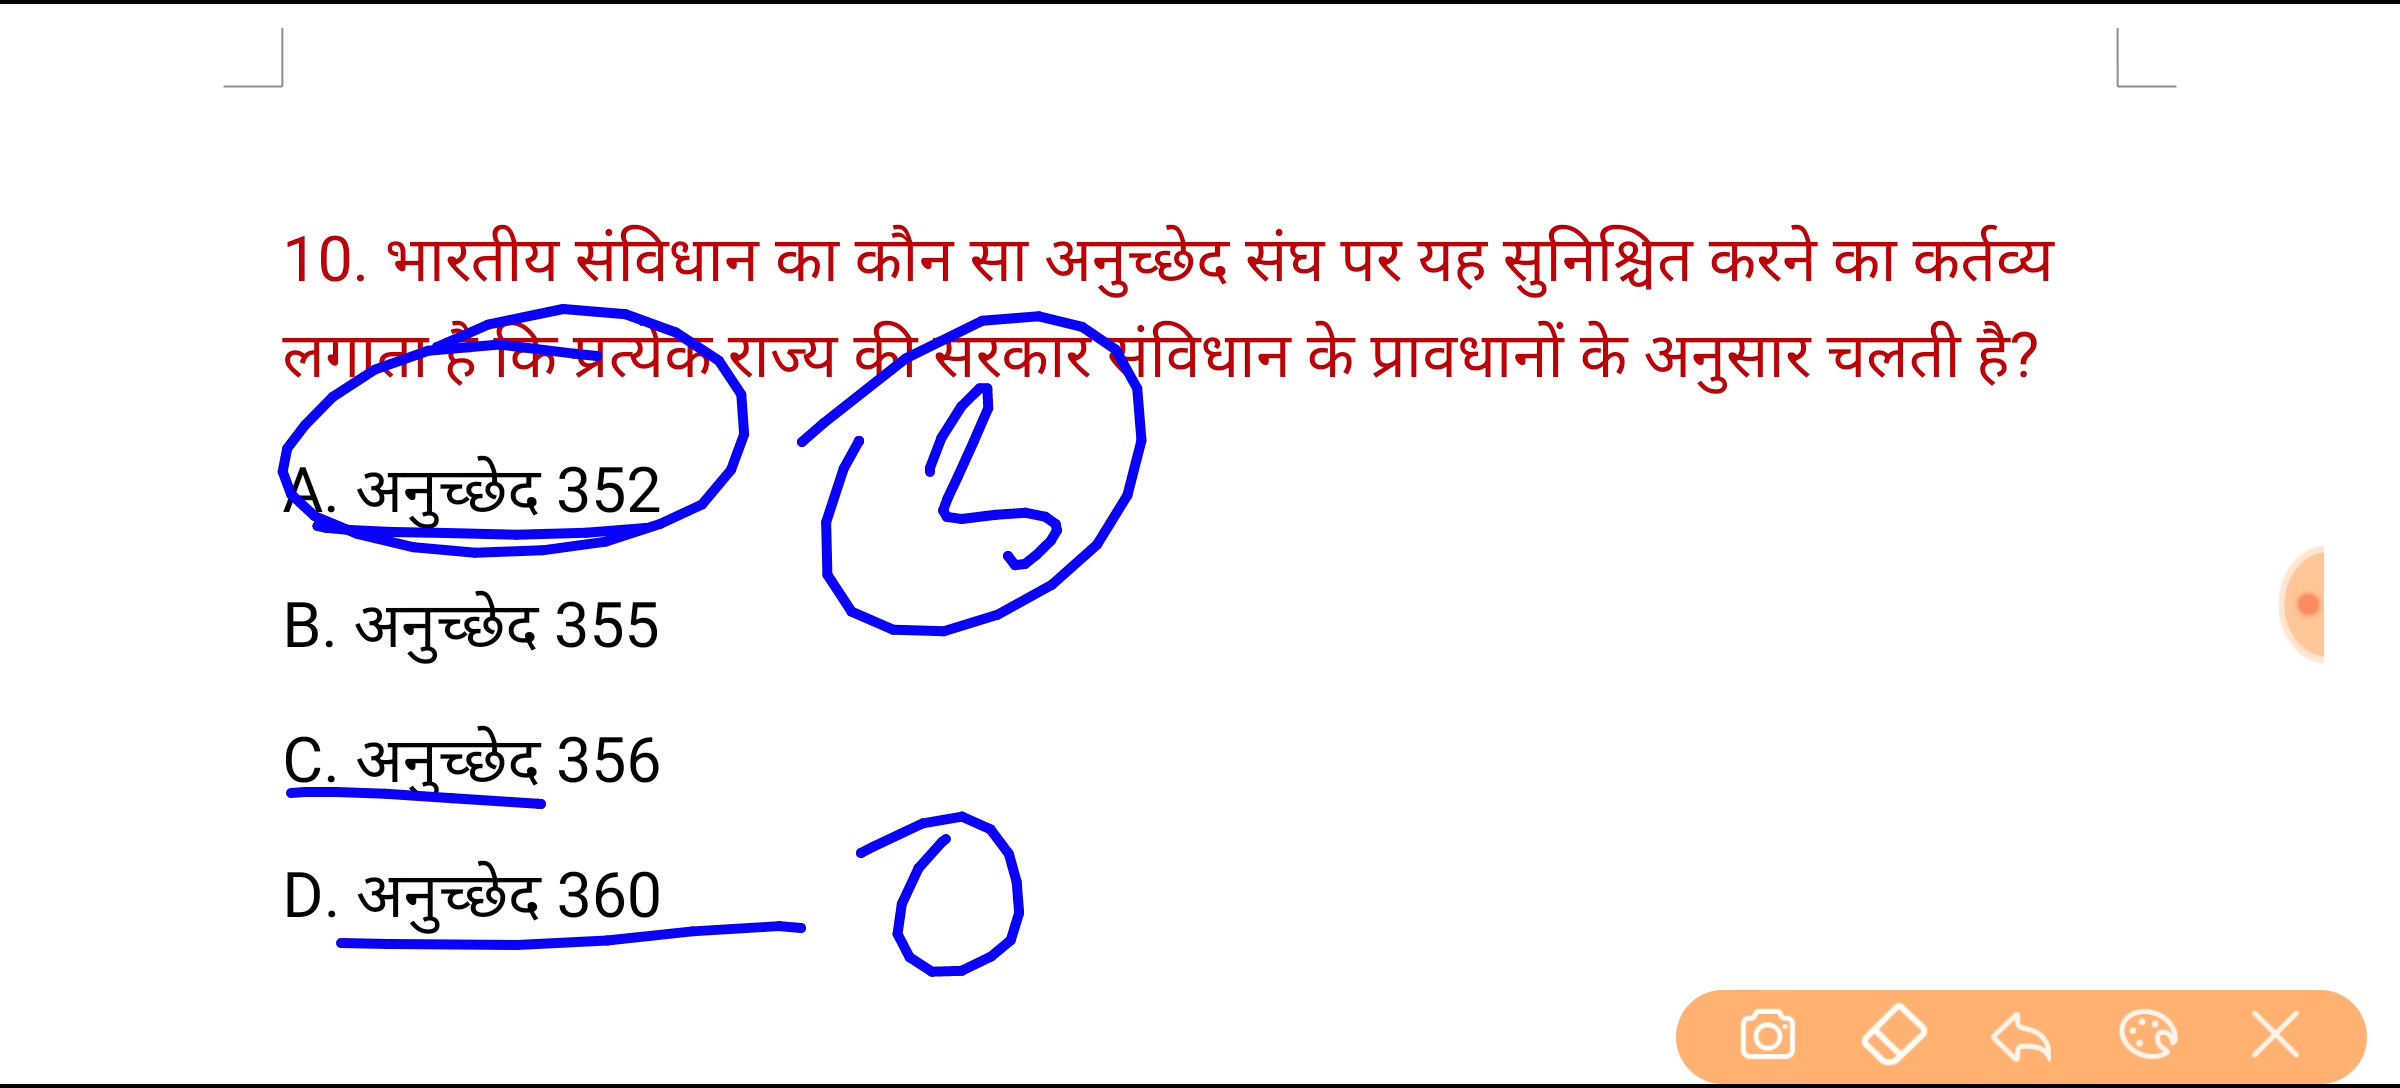 10. भारतीय संविधान का कौन सा अनुच्छेद संघ पर यह सुनिश्चित करने का कर्तव्य
लगाता है कि प्रत्येक राज्य की सरकार संविधान के प्रावधानों के अनुसार चलती है?
A. अनुच्छेद 352
B. अनुच्छेद 355
C. अनुच्छेद 356
D. अनुच्छेद 360